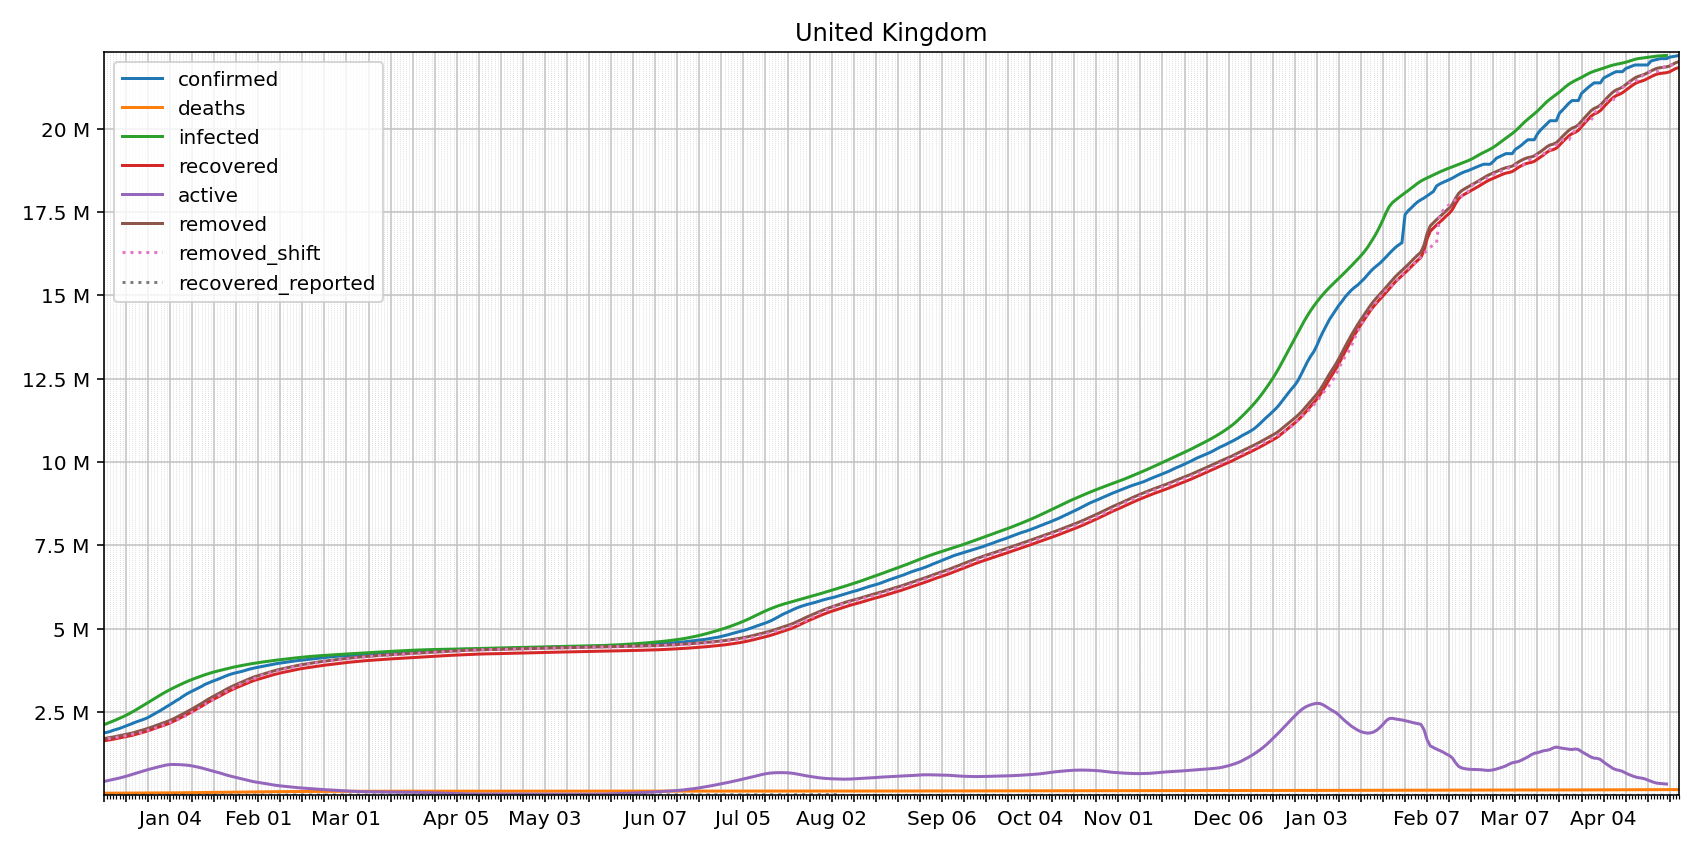 United Kingdom
confirmed
deaths
infected
recovered
active
removed
removed_shift
recovered_reported
20 M
17.5 M
15 M
12.5 M
10 M
7.5 M
5 M
2.5 M
Jan 04 Feb 01 Mar 01 Apr 05 May 03 Jun 07 Jul 05 Aug 02 Sep 06 Oct 04 Nov 01 Dec 06 Jan 03 Feb 07 Mar 07 Apr 04